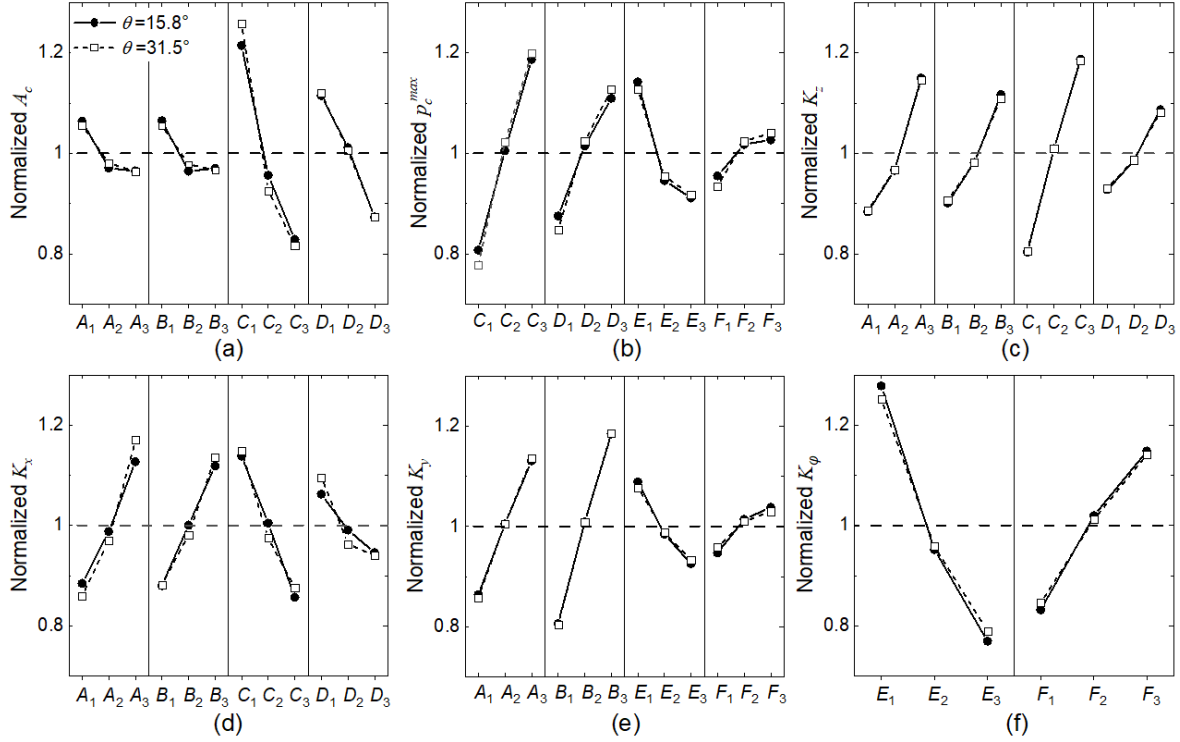 θ=15.8°
θ=31.5°
Normalized A_c
1.2
1
0.8
A₁ A₂ A₃ B₁ B₂ B₃ C₁ C₂ C₃ D₁ D₂ D₃
(a)
Normalized p_c^max
1.2
1
0.8
C₁ C₂ C₃ D₁ D₂ D₃ E₁ E₂ E₃ F₁ F₂ F₃
(b)
Normalized K_z
1.2
1
0.8
A₁ A₂ A₃ B₁ B₂ B₃ C₁ C₂ C₃ D₁ D₂ D₃
(c)
Normalized K_x
1.2
1
0.8
A₁ A₂ A₃ B₁ B₂ B₃ C₁ C₂ C₃ D₁ D₂ D₃
(d)
Normalized K_y
1.2
1
0.8
A₁ A₂ A₃ B₁ B₂ B₃ E₁ E₂ E₃ F₁ F₂ F₃
(e)
Normalized K_φ
1.2
1
0.8
E₁ E₂ E₃ F₁ F₂ F₃
(f)